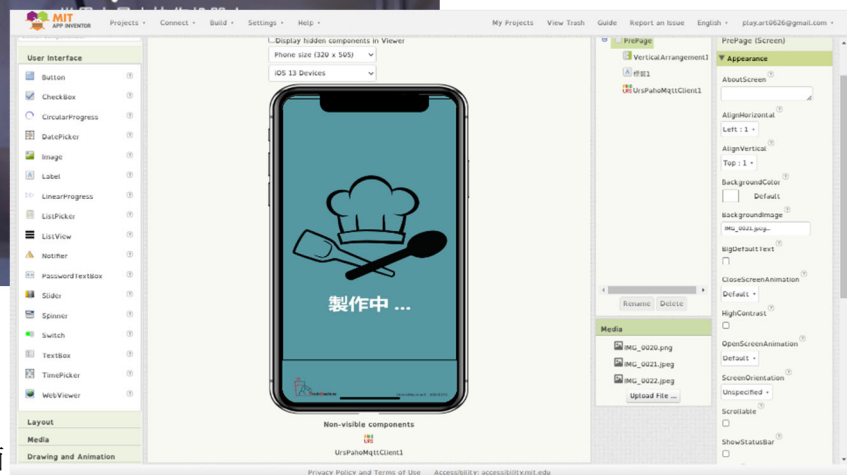 MIT
APP INVENTOR
Projects
Connect
Build
Settings
Help
My Projects
View Trash
Guide
Report an Issue
English
play.art0626@gmail.com
User Interface
Button
CheckBox
CircularProgress
DatePicker
Image
Label
LinearProgress
ListPicker
ListView
Notifier
PasswordTextBox
Slider
Spinner
Switch
TextBox
TimePicker
WebViewer
Layout
Media
Drawing and Animation
Display hidden components in Viewer
Phone size (320 x 505)
iOS 13 Devices
製作中 ...
Non-visible components
UrsPahoMqttClient1
PrePage
VerticalArrangement1
標籤1
UrsPahoMqttClient1
Rename
Delete
Media
IMG_0020.png
IMG_0021.jpeg
IMG_0022.jpeg
Upload File ...
PrePage (Screen)
Appearance
AboutScreen
AlignHorizontal
Left : 1
AlignVertical
Top : 1
BackgroundColor
Default
BackgroundImage
IMG_0021.jpeg...
BigDefaultText
CloseScreenAnimation
Default
HighContrast
OpenScreenAnimation
Default
ScreenOrientation
Unspecified
Scrollable
ShowStatusBar
Privacy Policy and Terms of Use
Accessibility: accessibility.mit.edu